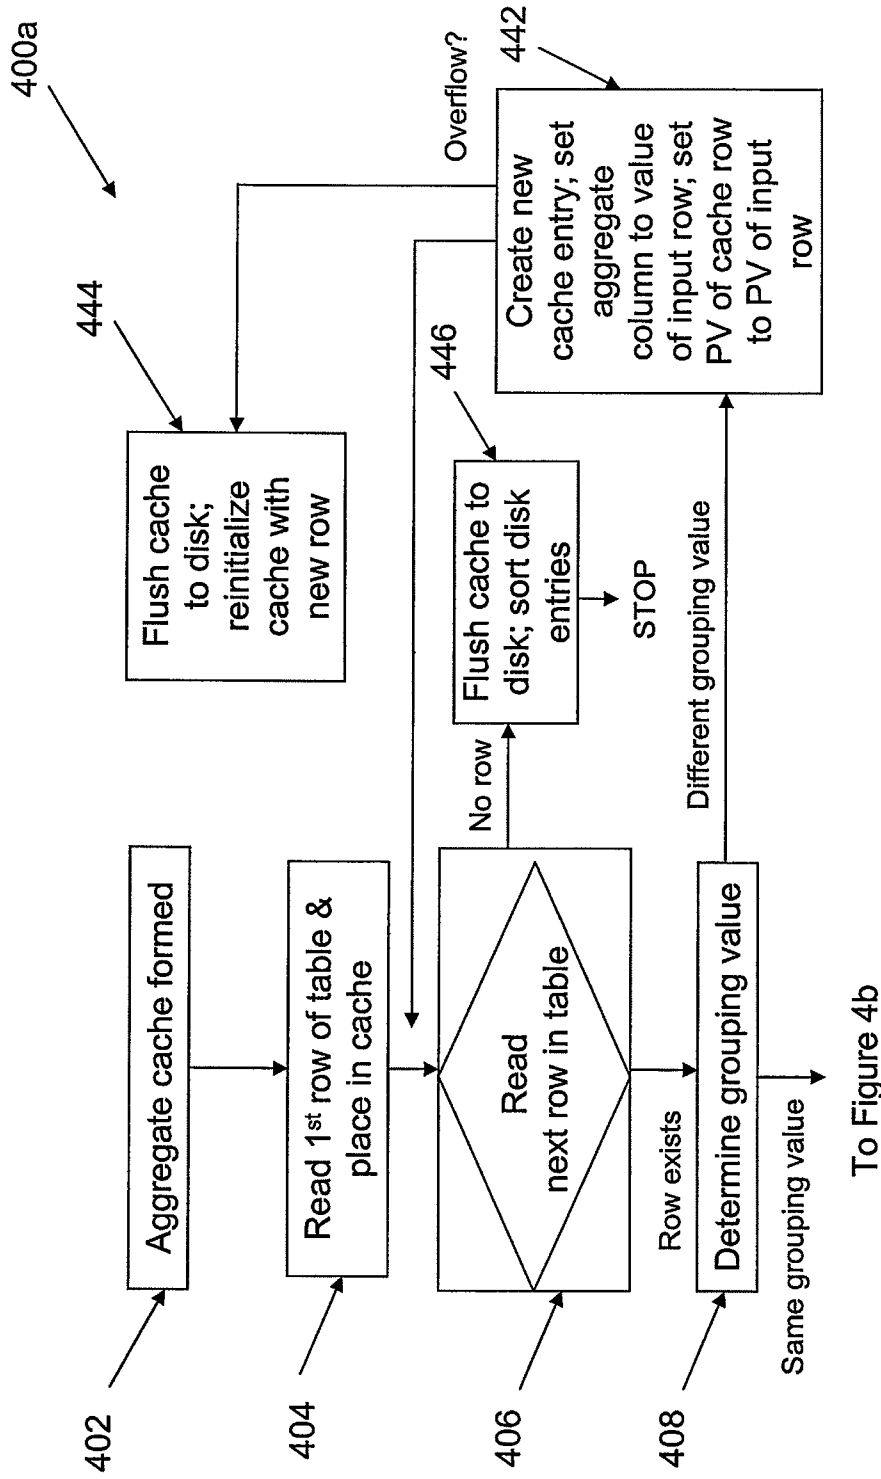 400a
402
Aggregate cache formed
444
Flush cache
to disk;
reinitialize
cache with
new row
404
Read 1st row of table &
place in cache
Overflow?
406
Read
next row in table
No row
446
Flush cache to
disk; sort disk
entries
STOP
442
Create new
cache entry; set
aggregate
column to value
of input row; set
PV of cache row
to PV of input
row
Row exists
408
Determine grouping value
Different grouping value
Same grouping value
To Figure 4b